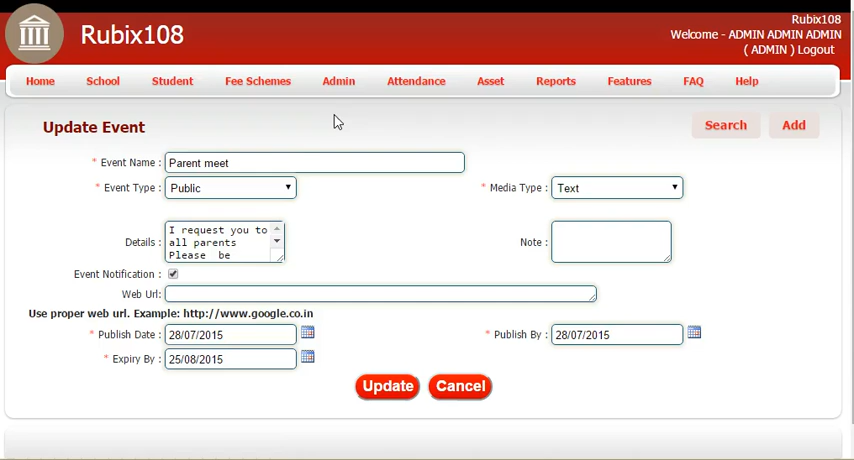 Rubix108
Rubix108
Welcome - ADMIN ADMIN ADMIN
( ADMIN ) Logout
Home School Student Fee Schemes Admin Attendance Asset Reports Features FAQ Help
Update Event
Search Add
* Event Name : Parent meet
* Event Type : Public * Media Type : Text
Details : I request you to
all parents
Please be
Note :
Event Notification :
Web Url:
Use proper web url. Example: http://www.google.co.in
* Publish Date : 28/07/2015 * Publish By : 28/07/2015
* Expiry By : 25/08/2015
Update Cancel